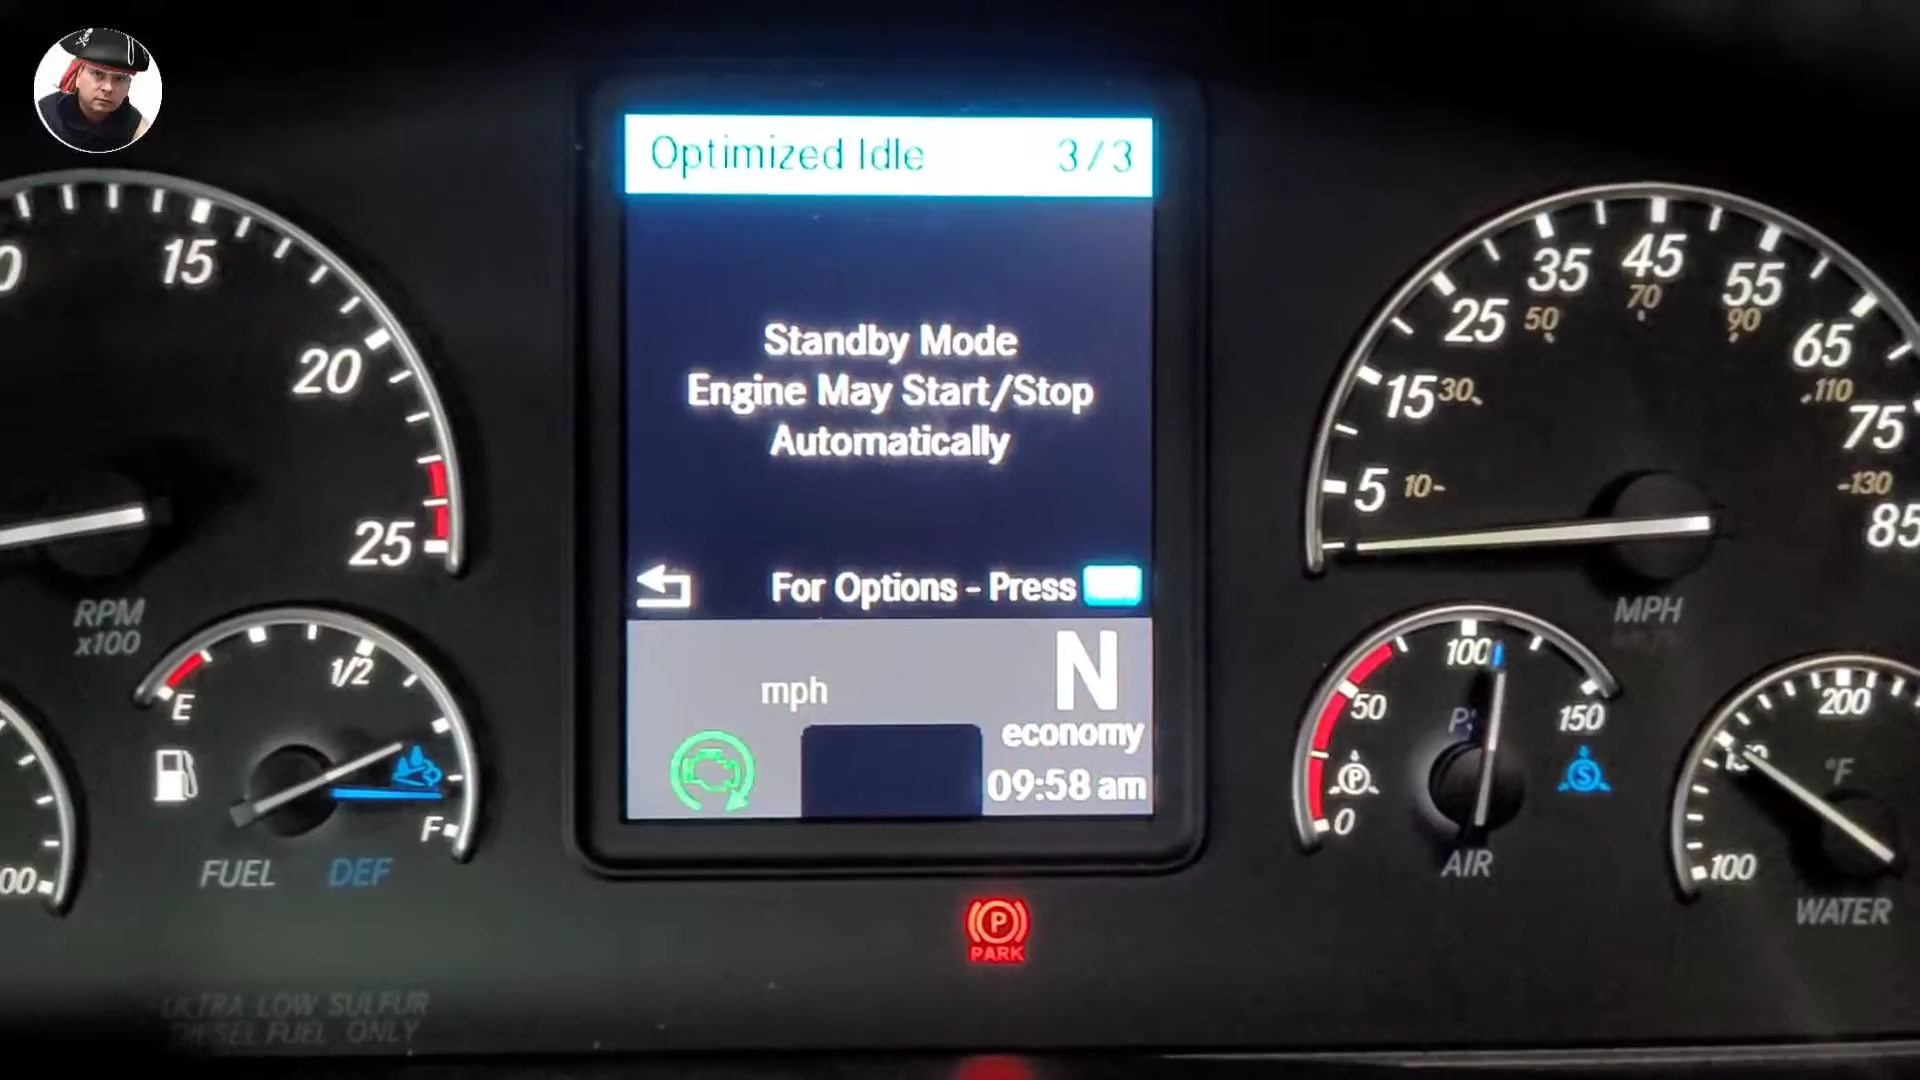 Optimized Idle 3/3
Standby Mode
Engine May Start/Stop
Automatically
For Options - Press
mph
N
economy
09:58 am
15
20
25
RPM
x100
E
1/2
F
FUEL DEF
ULTRA LOW SULFUR
DIESEL FUEL ONLY
PARK
P
5
15
25
35
45
55
65
75
85
10
30
50
70
90
110
130
MPH
0
50
100
150
P
S
AIR
100
200
°F
WATER